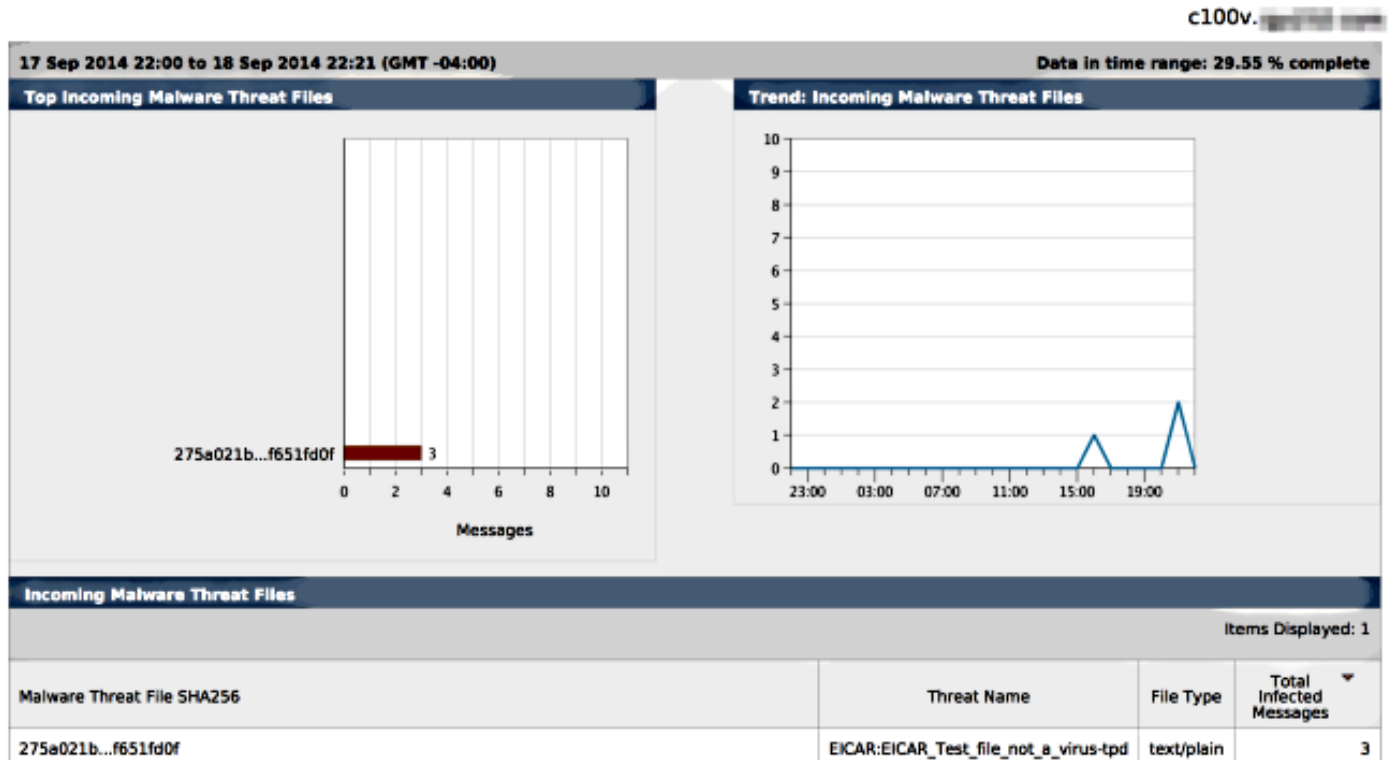 c100v.
17 Sep 2014 22:00 to 18 Sep 2014 22:21 (GMT -04:00)
Data in time range: 29.55 % complete
Top Incoming Malware Threat Files
275a021b...f651fd0f
3
0 2 4 6 8 10
Messages
Trend: Incoming Malware Threat Files
10
9
8
7
6
5
4
3
2
1
0
23:00 03:00 07:00 11:00 15:00 19:00
Incoming Malware Threat Files
Items Displayed: 1
Malware Threat File SHA256
Threat Name
File Type
Total
Infected
Messages
275a021b...f651fd0f
EICAR:EICAR_Test_file_not_a_virus-tpd
text/plain
3